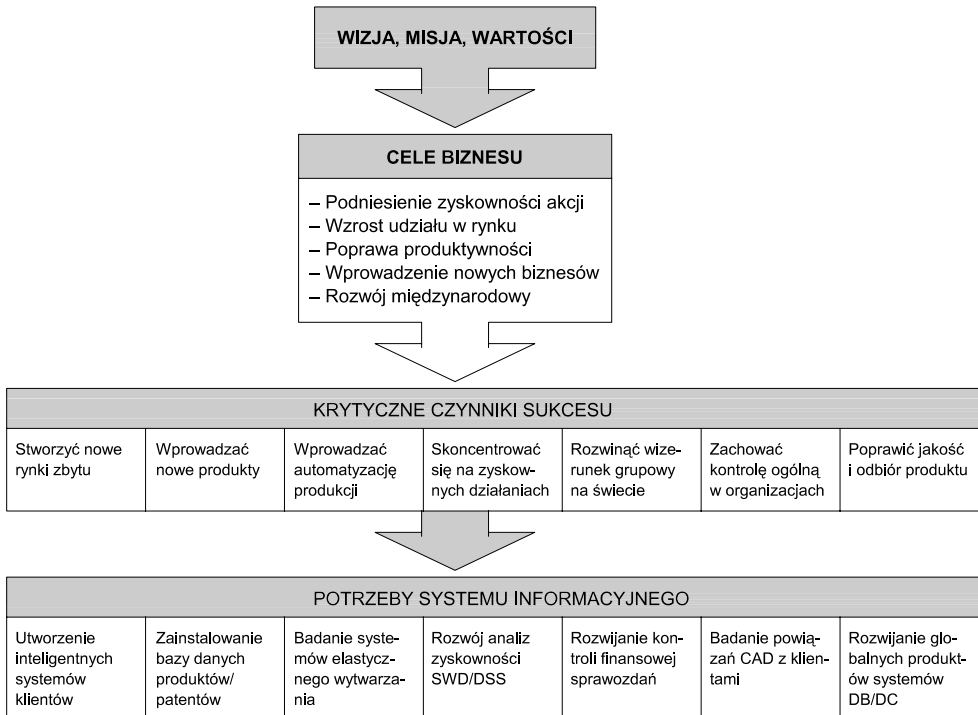 WIZJA, MISJA, WARTOŚCI
CELE BIZNESU
– Podniesienie zyskowności akcji
– Wzrost udziału w rynku
– Poprawa produktywności
– Wprowadzenie nowych biznesów
– Rozwój międzynarodowy
KRYTYCZNE CZYNNIKI SUKCESU
Stworzyć nowe
rynki zbytu
Wprowadzać
nowe produkty
Wprowadzać
automatyzację
produkcji
Skoncentrować
się na zyskow-
nych działaniach
Rozwinąć wize-
runek grupowy
na świecie
Zachować
kontrolę ogólną
w organizacjach
Poprawić jakość
i odbiór produktu
POTRZEBY SYSTEMU INFORMACYJNEGO
Utworzenie
inteligentnych
systemów
klientów
Zainstalowanie
bazy danych
produktów/
patentów
Badanie syste-
mów elastycz-
nego wytwarza-
nia
Rozwój analiz
zyskowności
SWD/DSS
Rozwijanie kon-
troli finansowej
sprawozdań
Badanie powią-
zań CAD z klien-
tami
Rozwijanie glo-
balnych produk-
tów systemów
DB/DC